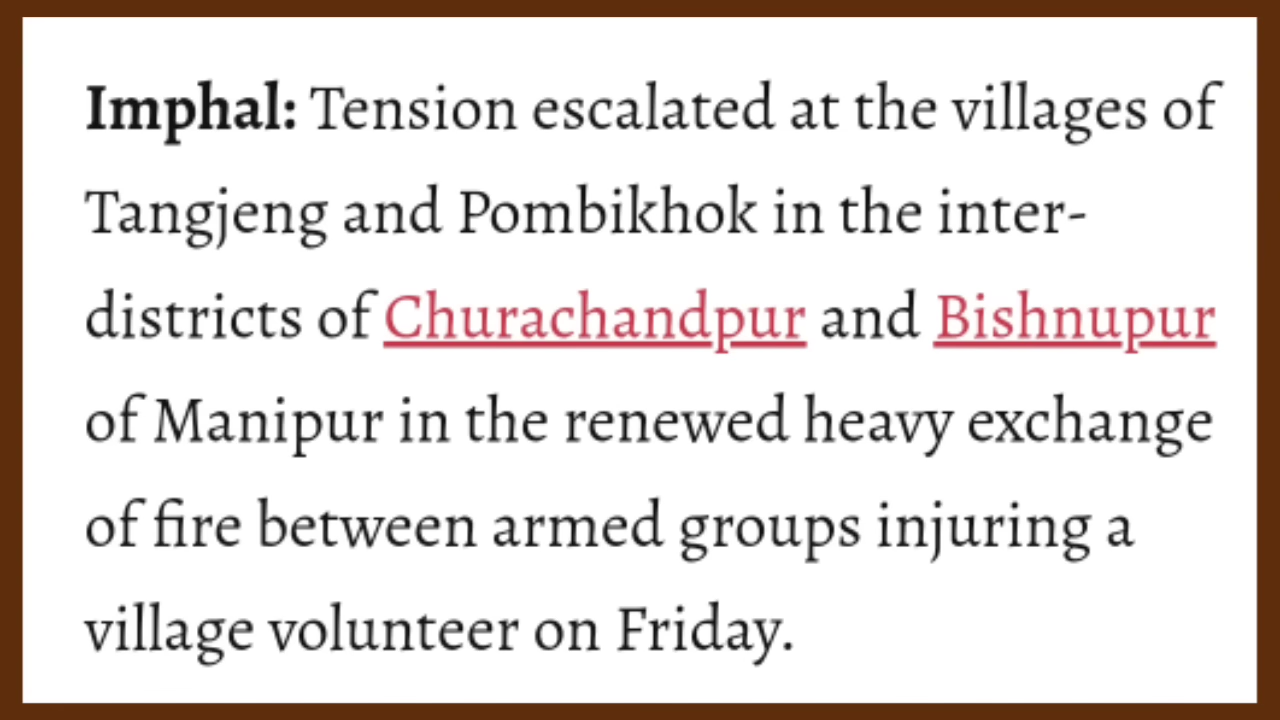 Imphal: Tension escalated at the villages of
Tangjeng and Pombikhok in the inter-
districts of Churachandpur and Bishnupur
of Manipur in the renewed heavy exchange
of fire between armed groups injuring a
village volunteer on Friday.